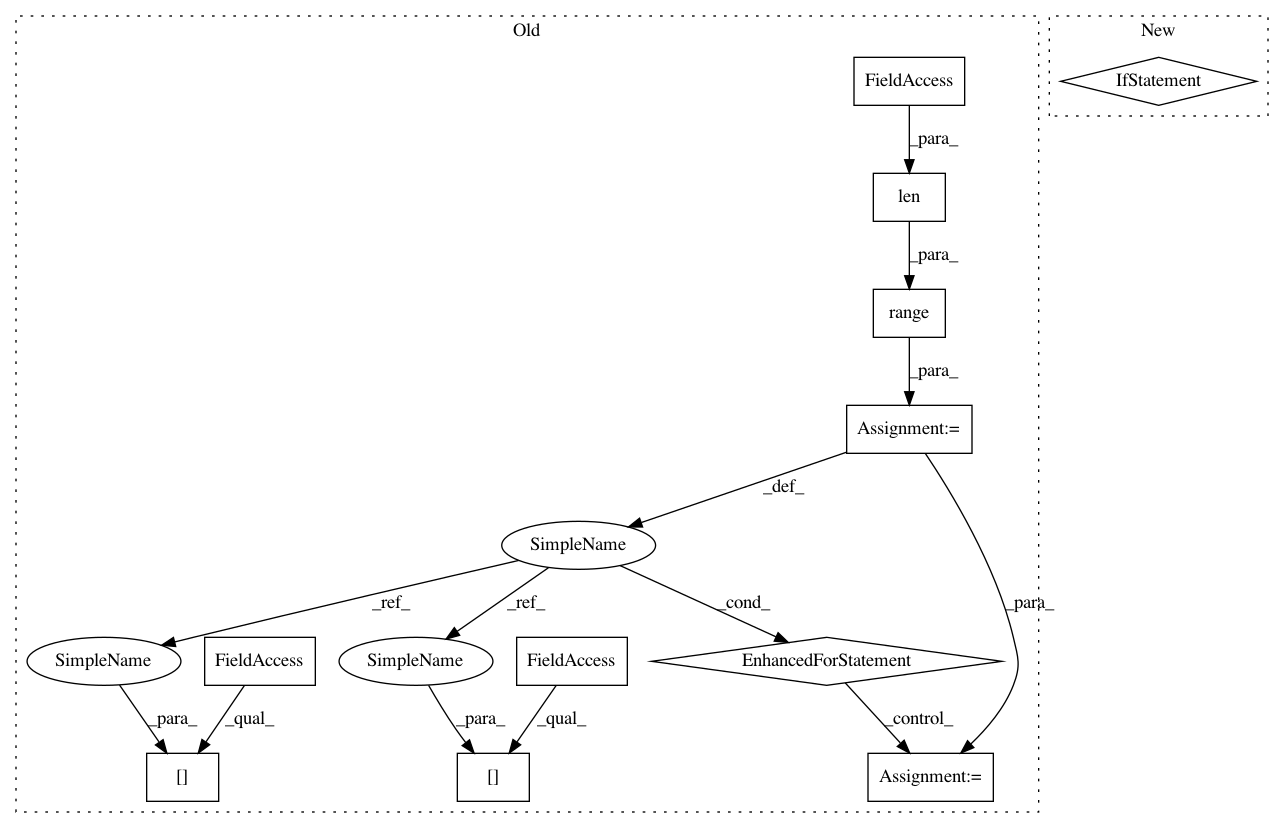 Old
New
FieldAccess
IfStatement
_para_
len
_para_
range
_para_
Assignment:=
_def_
SimpleName
_ref_
_ref_
_cond_
_para_
SimpleName
FieldAccess
SimpleName
FieldAccess
EnhancedForStatement
_para_
_qual_
_para_
_qual_
_control_
[]
[]
Assignment:=